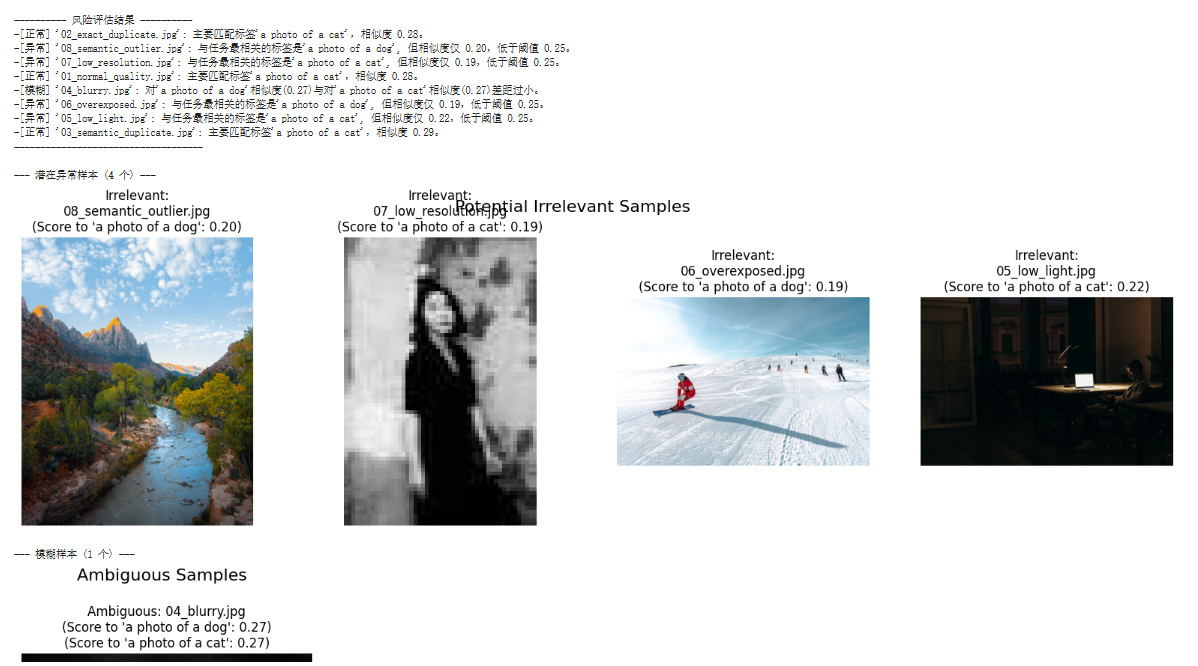 ---------- 风险评估结果 ----------
-[正常] '02_exact_duplicate.jpg': 主要匹配标签'a photo of a cat', 相似度 0.28。
-[异常] '08_semantic_outlier.jpg': 与任务最相关的标签是'a photo of a dog', 但相似度仅 0.20, 低于阈值 0.25。
-[异常] '07_low_resolution.jpg': 与任务最相关的标签是'a photo of a cat', 但相似度仅 0.19, 低于阈值 0.25。
-[正常] '01_normal_quality.jpg': 主要匹配标签'a photo of a cat', 相似度 0.28。
-[模糊] '04_blurry.jpg': 对'a photo of a dog'相似度(0.27)与对'a photo of a cat'相似度(0.27)差距过小。
-[异常] '06_overexposed.jpg': 与任务最相关的标签是'a photo of a dog', 但相似度仅 0.19, 低于阈值 0.25。
-[异常] '05_low_light.jpg': 与任务最相关的标签是'a photo of a cat', 但相似度仅 0.22, 低于阈值 0.25。
-[正常] '03_semantic_duplicate.jpg': 主要匹配标签'a photo of a cat', 相似度 0.29。
------------------------------------
--- 潜在异常样本 (4 个) ---
Potential Irrelevant Samples
Irrelevant:
08_semantic_outlier.jpg
(Score to 'a photo of a dog': 0.20)
Irrelevant:
07_low_resolution.jpg
(Score to 'a photo of a cat': 0.19)
Irrelevant:
06_overexposed.jpg
(Score to 'a photo of a dog': 0.19)
Irrelevant:
05_low_light.jpg
(Score to 'a photo of a cat': 0.22)
--- 模糊样本 (1 个) ---
Ambiguous Samples
Ambiguous: 04_blurry.jpg
(Score to 'a photo of a dog': 0.27)
(Score to 'a photo of a cat': 0.27)